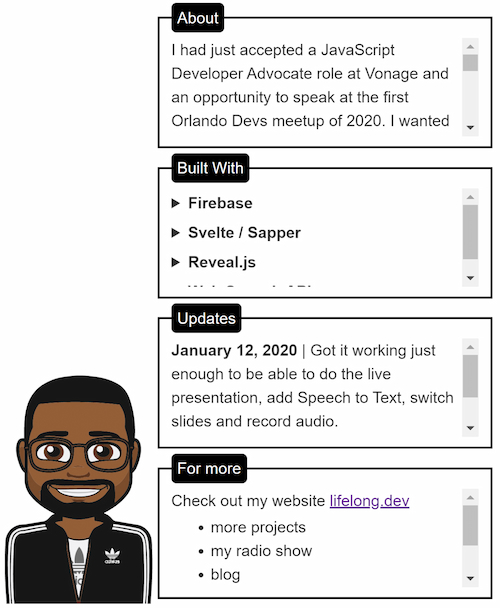 About
I had just accepted a JavaScript
Developer Advocate role at Vonage and
an opportunity to speak at the first
Orlando Devs meetup of 2020. I wanted
Built With
Firebase
Svelte / Sapper
Reveal.js
Updates
January 12, 2020 | Got it working just
enough to be able to do the live
presentation, add Speech to Text, switch
slides and record audio.
For more
Check out my website lifelong.dev
• more projects
• my radio show
• blog